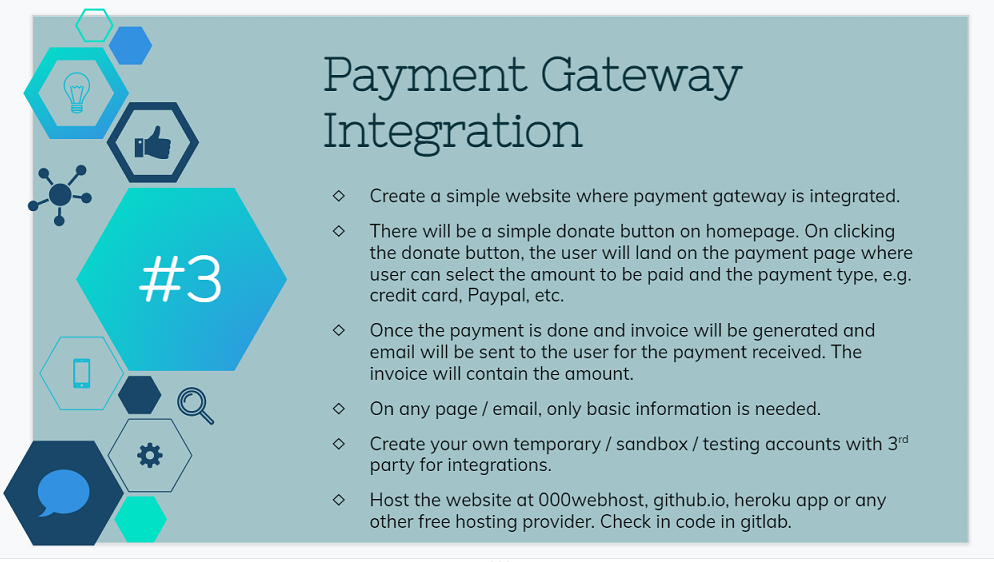 Payment Gateway
Integration
#3
Create a simple website where payment gateway is integrated.
There will be a simple donate button on homepage. On clicking
the donate button, the user will land on the payment page where
user can select the amount to be paid and the payment type, e.g.
credit card, Paypal, etc.
Once the payment is done and invoice will be generated and
email will be sent to the user for the payment received. The
invoice will contain the amount.
On any page / email, only basic information is needed.
Create your own temporary / sandbox / testing accounts with 3rd
party for integrations.
Host the website at 000webhost, github.io, heroku app or any
other free hosting provider. Check in code in gitlab.